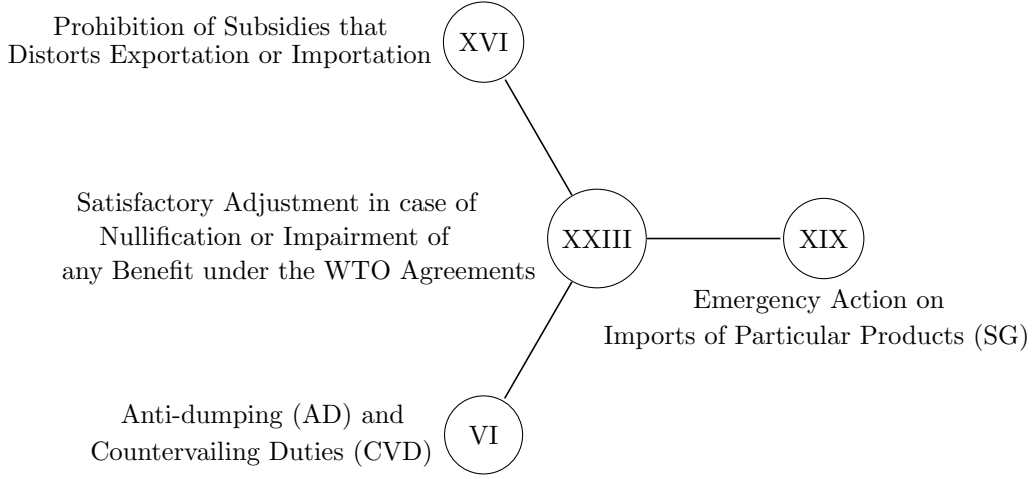 Prohibition of Subsidies that
Distorts Exportation or Importation
XVI
Satisfactory Adjustment in case of
Nullification or Impairment of
any Benefit under the WTO Agreements
XXIII
XIX
Emergency Action on
Imports of Particular Products (SG)
Anti-dumping (AD) and
Countervailing Duties (CVD)
VI